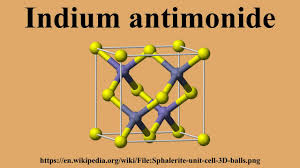 Indium antimonide
https://en.wikipedia.org/wiki/File:Sphalerite-unit-cell-3D-balls.png